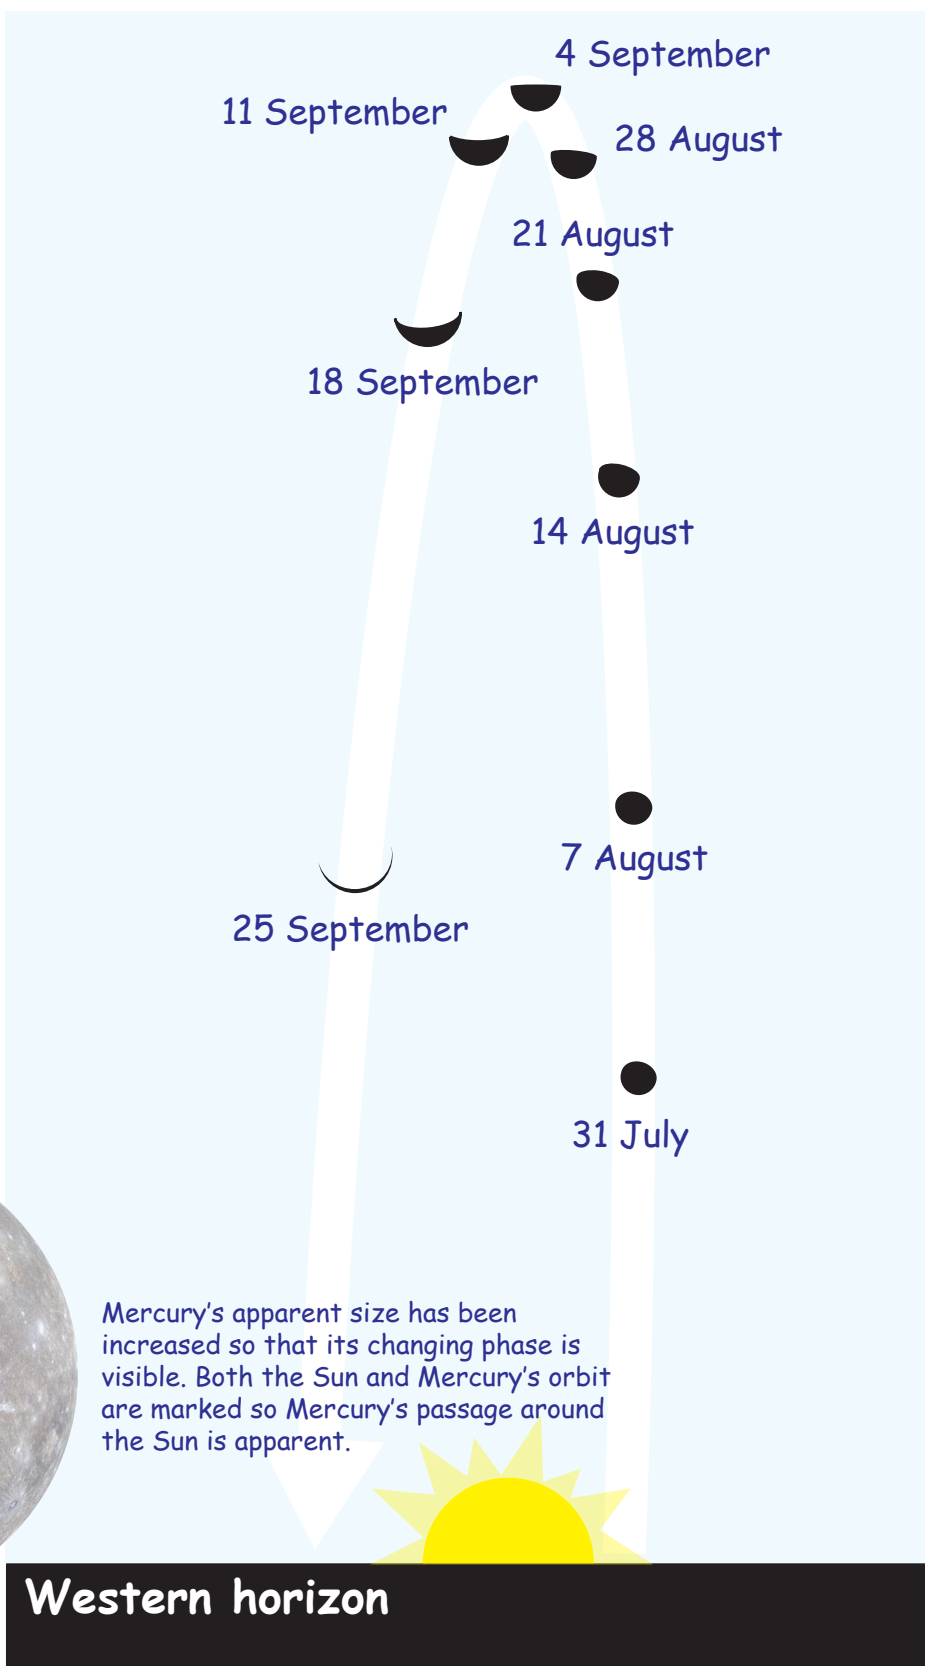 4 September
11 September
28 August
21 August
18 September
14 August
7 August
25 September
31 July
Mercury's apparent size has been
increased so that its changing phase is
visible. Both the Sun and Mercury's orbit
are marked so Mercury's passage around
the Sun is apparent.
Western horizon